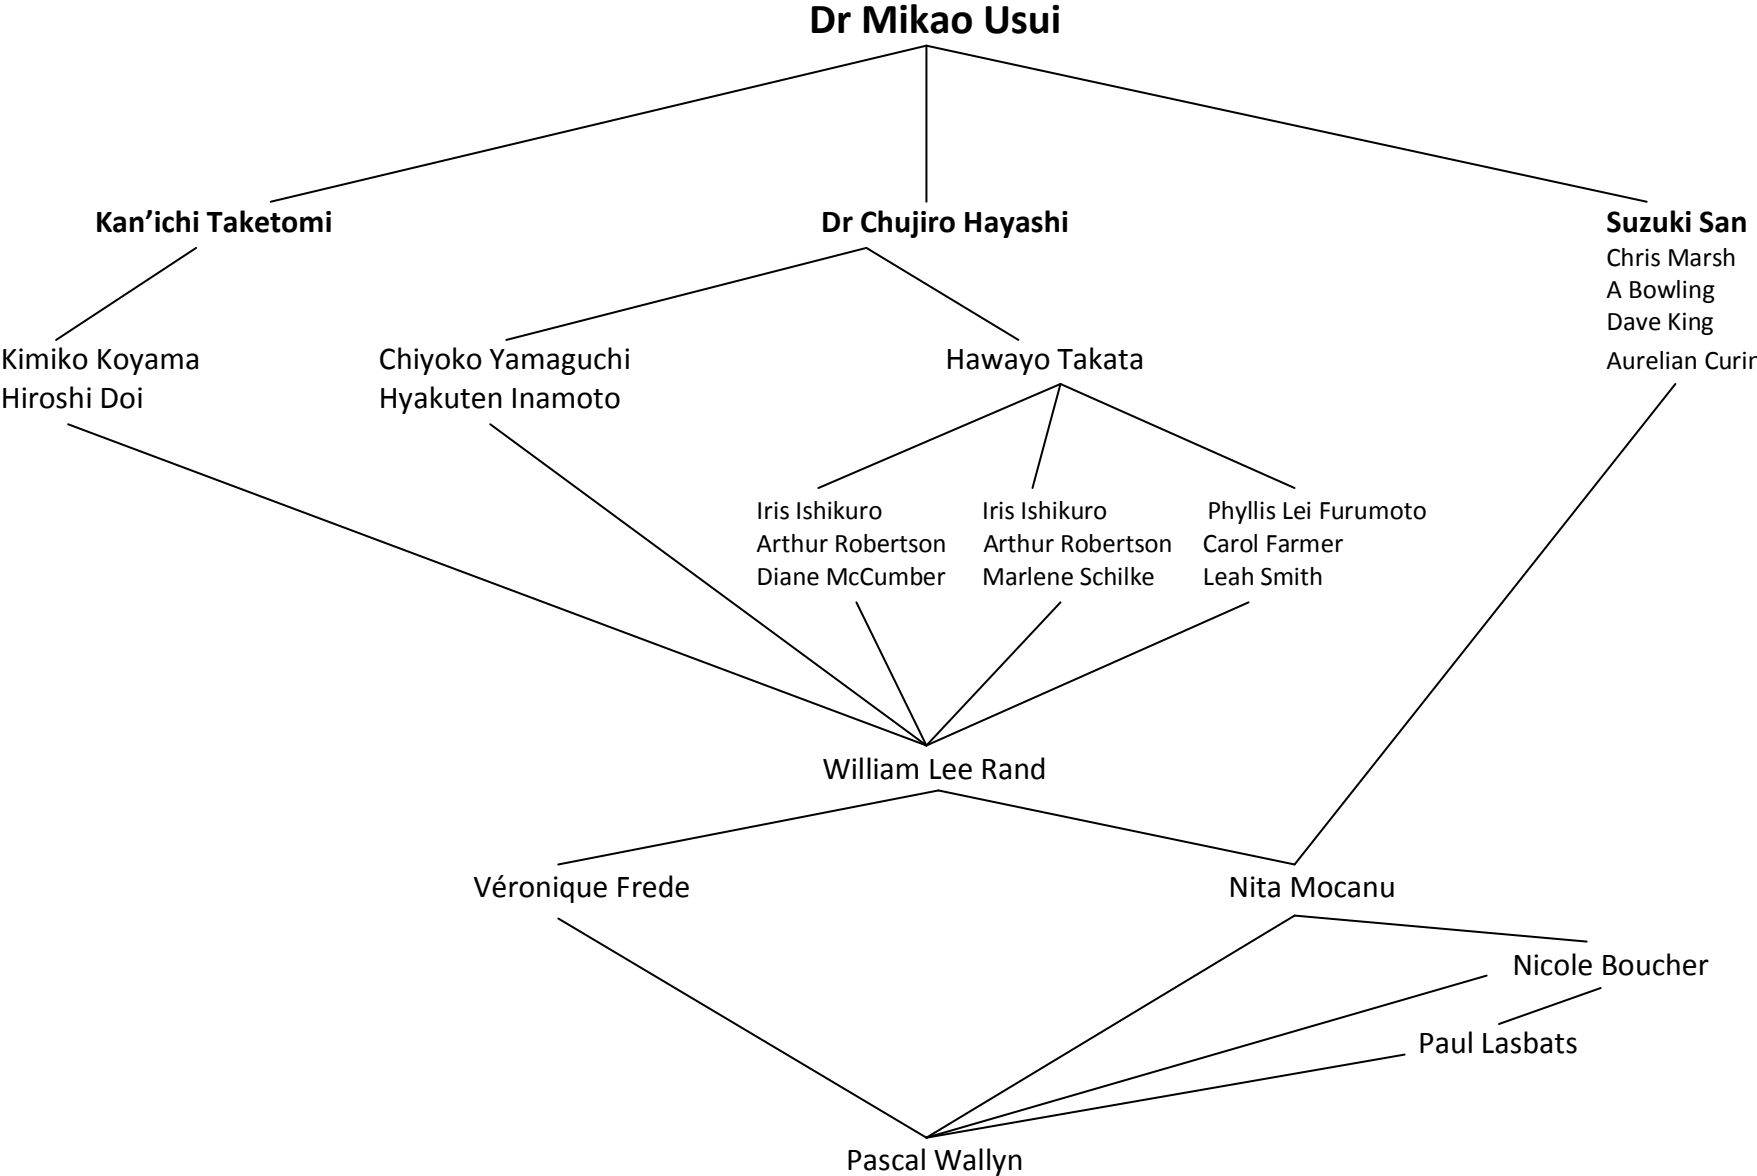 Dr Mikao Usui
Kan’ichi Taketomi
Dr Chujiro Hayashi
Suzuki San
Chris Marsh
A Bowling
Dave King
Aurelian Curin
Kimiko Koyama
Hiroshi Doi
Chiyoko Yamaguchi
Hyakuten Inamoto
Hawayo Takata
Iris Ishikuro
Arthur Robertson
Diane McCumber
Iris Ishikuro
Arthur Robertson
Marlene Schilke
Phyllis Lei Furumoto
Carol Farmer
Leah Smith
William Lee Rand
Véronique Frede
Nita Mocanu
Nicole Boucher
Paul Lasbats
Pascal Wallyn